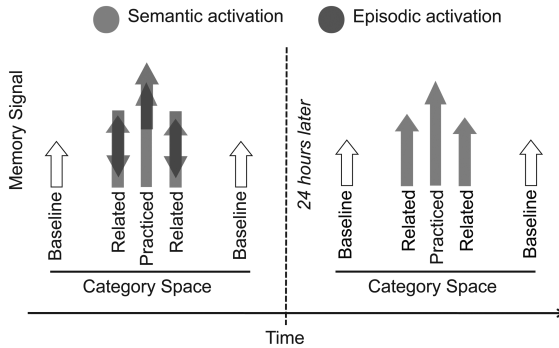 Semantic activation
Episodic activation
Memory Signal
Baseline
Related
Practiced
Related
Baseline
Category Space
24 hours later
Baseline
Related
Practiced
Related
Baseline
Category Space
Time